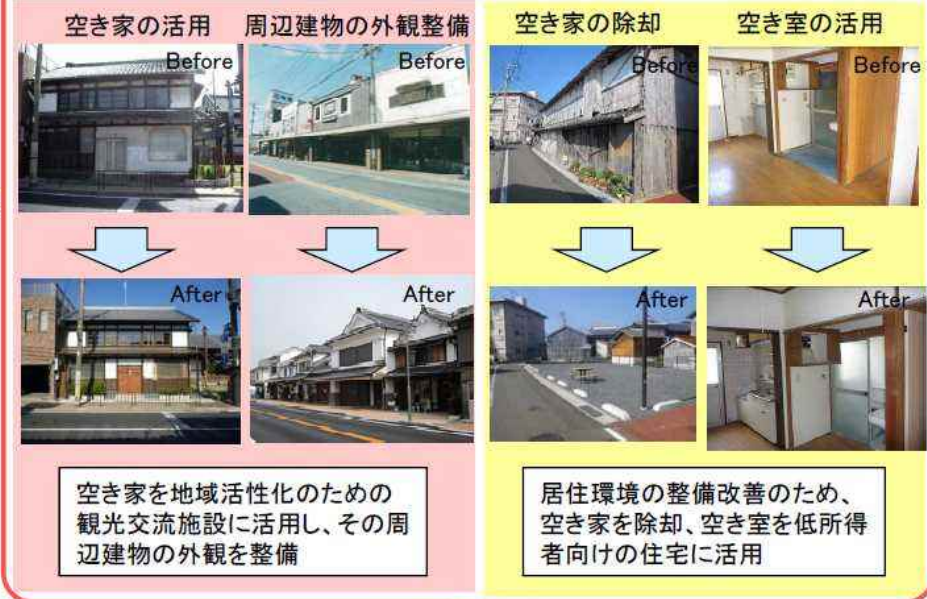 空き家の活用
周辺建物の外観整備
Before
Before
After
After
空き家を地域活性化のための
観光交流施設に活用し、その周
辺建物の外観を整備
空き家の除却
空き室の活用
Before
Before
After
After
居住環境の整備改善のため、
空き家を除却、空き室を低所得
者向けの住宅に活用